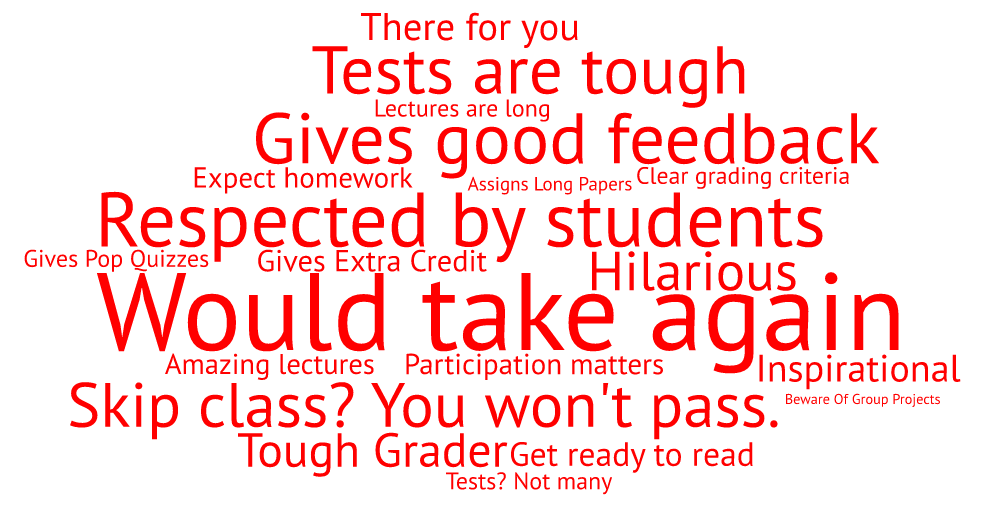 There for you
Tests are tough
Lectures are long
Gives good feedback
Expect homework
Assigns Long Papers
Clear grading criteria
Respected by students
Gives Pop Quizzes
Gives Extra Credit
Hilarious
Would take again
Amazing lectures
Participation matters
Inspirational
Skip class? You won't pass.
Beware Of Group Projects
Tough Grader
Get ready to read
Tests? Not many